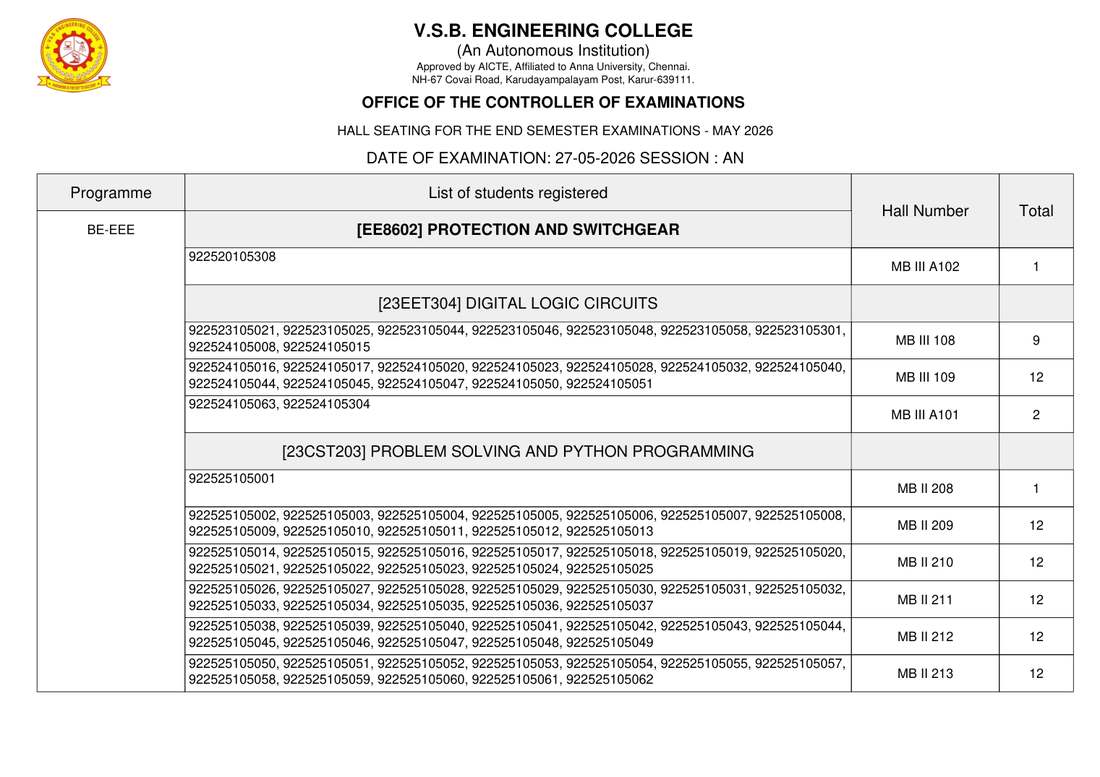 V.S.B. ENGINEERING COLLEGE
(An Autonomous Institution)
Approved by AICTE, Affiliated to Anna University, Chennai.
NH-67 Covai Road, Karudayampalayam Post, Karur-639111.
OFFICE OF THE CONTROLLER OF EXAMINATIONS
HALL SEATING FOR THE END SEMESTER EXAMINATIONS - MAY 2026
DATE OF EXAMINATION: 27-05-2026 SESSION : AN
Programme List of students registered Hall Number Total
BE-EEE [EE8602] PROTECTION AND SWITCHGEAR
922520105308 MB III A102 1
[23EET304] DIGITAL LOGIC CIRCUITS
922523105021, 922523105025, 922523105044, 922523105046, 922523105048, 922523105058, 922523105301,
922524105008, 922524105015 MB III 108 9
922524105016, 922524105017, 922524105020, 922524105023, 922524105028, 922524105032, 922524105040,
922524105044, 922524105045, 922524105047, 922524105050, 922524105051 MB III 109 12
922524105063, 922524105304 MB III A101 2
[23CST203] PROBLEM SOLVING AND PYTHON PROGRAMMING
922525105001 MB II 208 1
922525105002, 922525105003, 922525105004, 922525105005, 922525105006, 922525105007, 922525105008,
922525105009, 922525105010, 922525105011, 922525105012, 922525105013 MB II 209 12
922525105014, 922525105015, 922525105016, 922525105017, 922525105018, 922525105019, 922525105020,
922525105021, 922525105022, 922525105023, 922525105024, 922525105025 MB II 210 12
922525105026, 922525105027, 922525105028, 922525105029, 922525105030, 922525105031, 922525105032,
922525105033, 922525105034, 922525105035, 922525105036, 922525105037 MB II 211 12
922525105038, 922525105039, 922525105040, 922525105041, 922525105042, 922525105043, 922525105044,
922525105045, 922525105046, 922525105047, 922525105048, 922525105049 MB II 212 12
922525105050, 922525105051, 922525105052, 922525105053, 922525105054, 922525105055, 922525105057,
922525105058, 922525105059, 922525105060, 922525105061, 922525105062 MB II 213 12